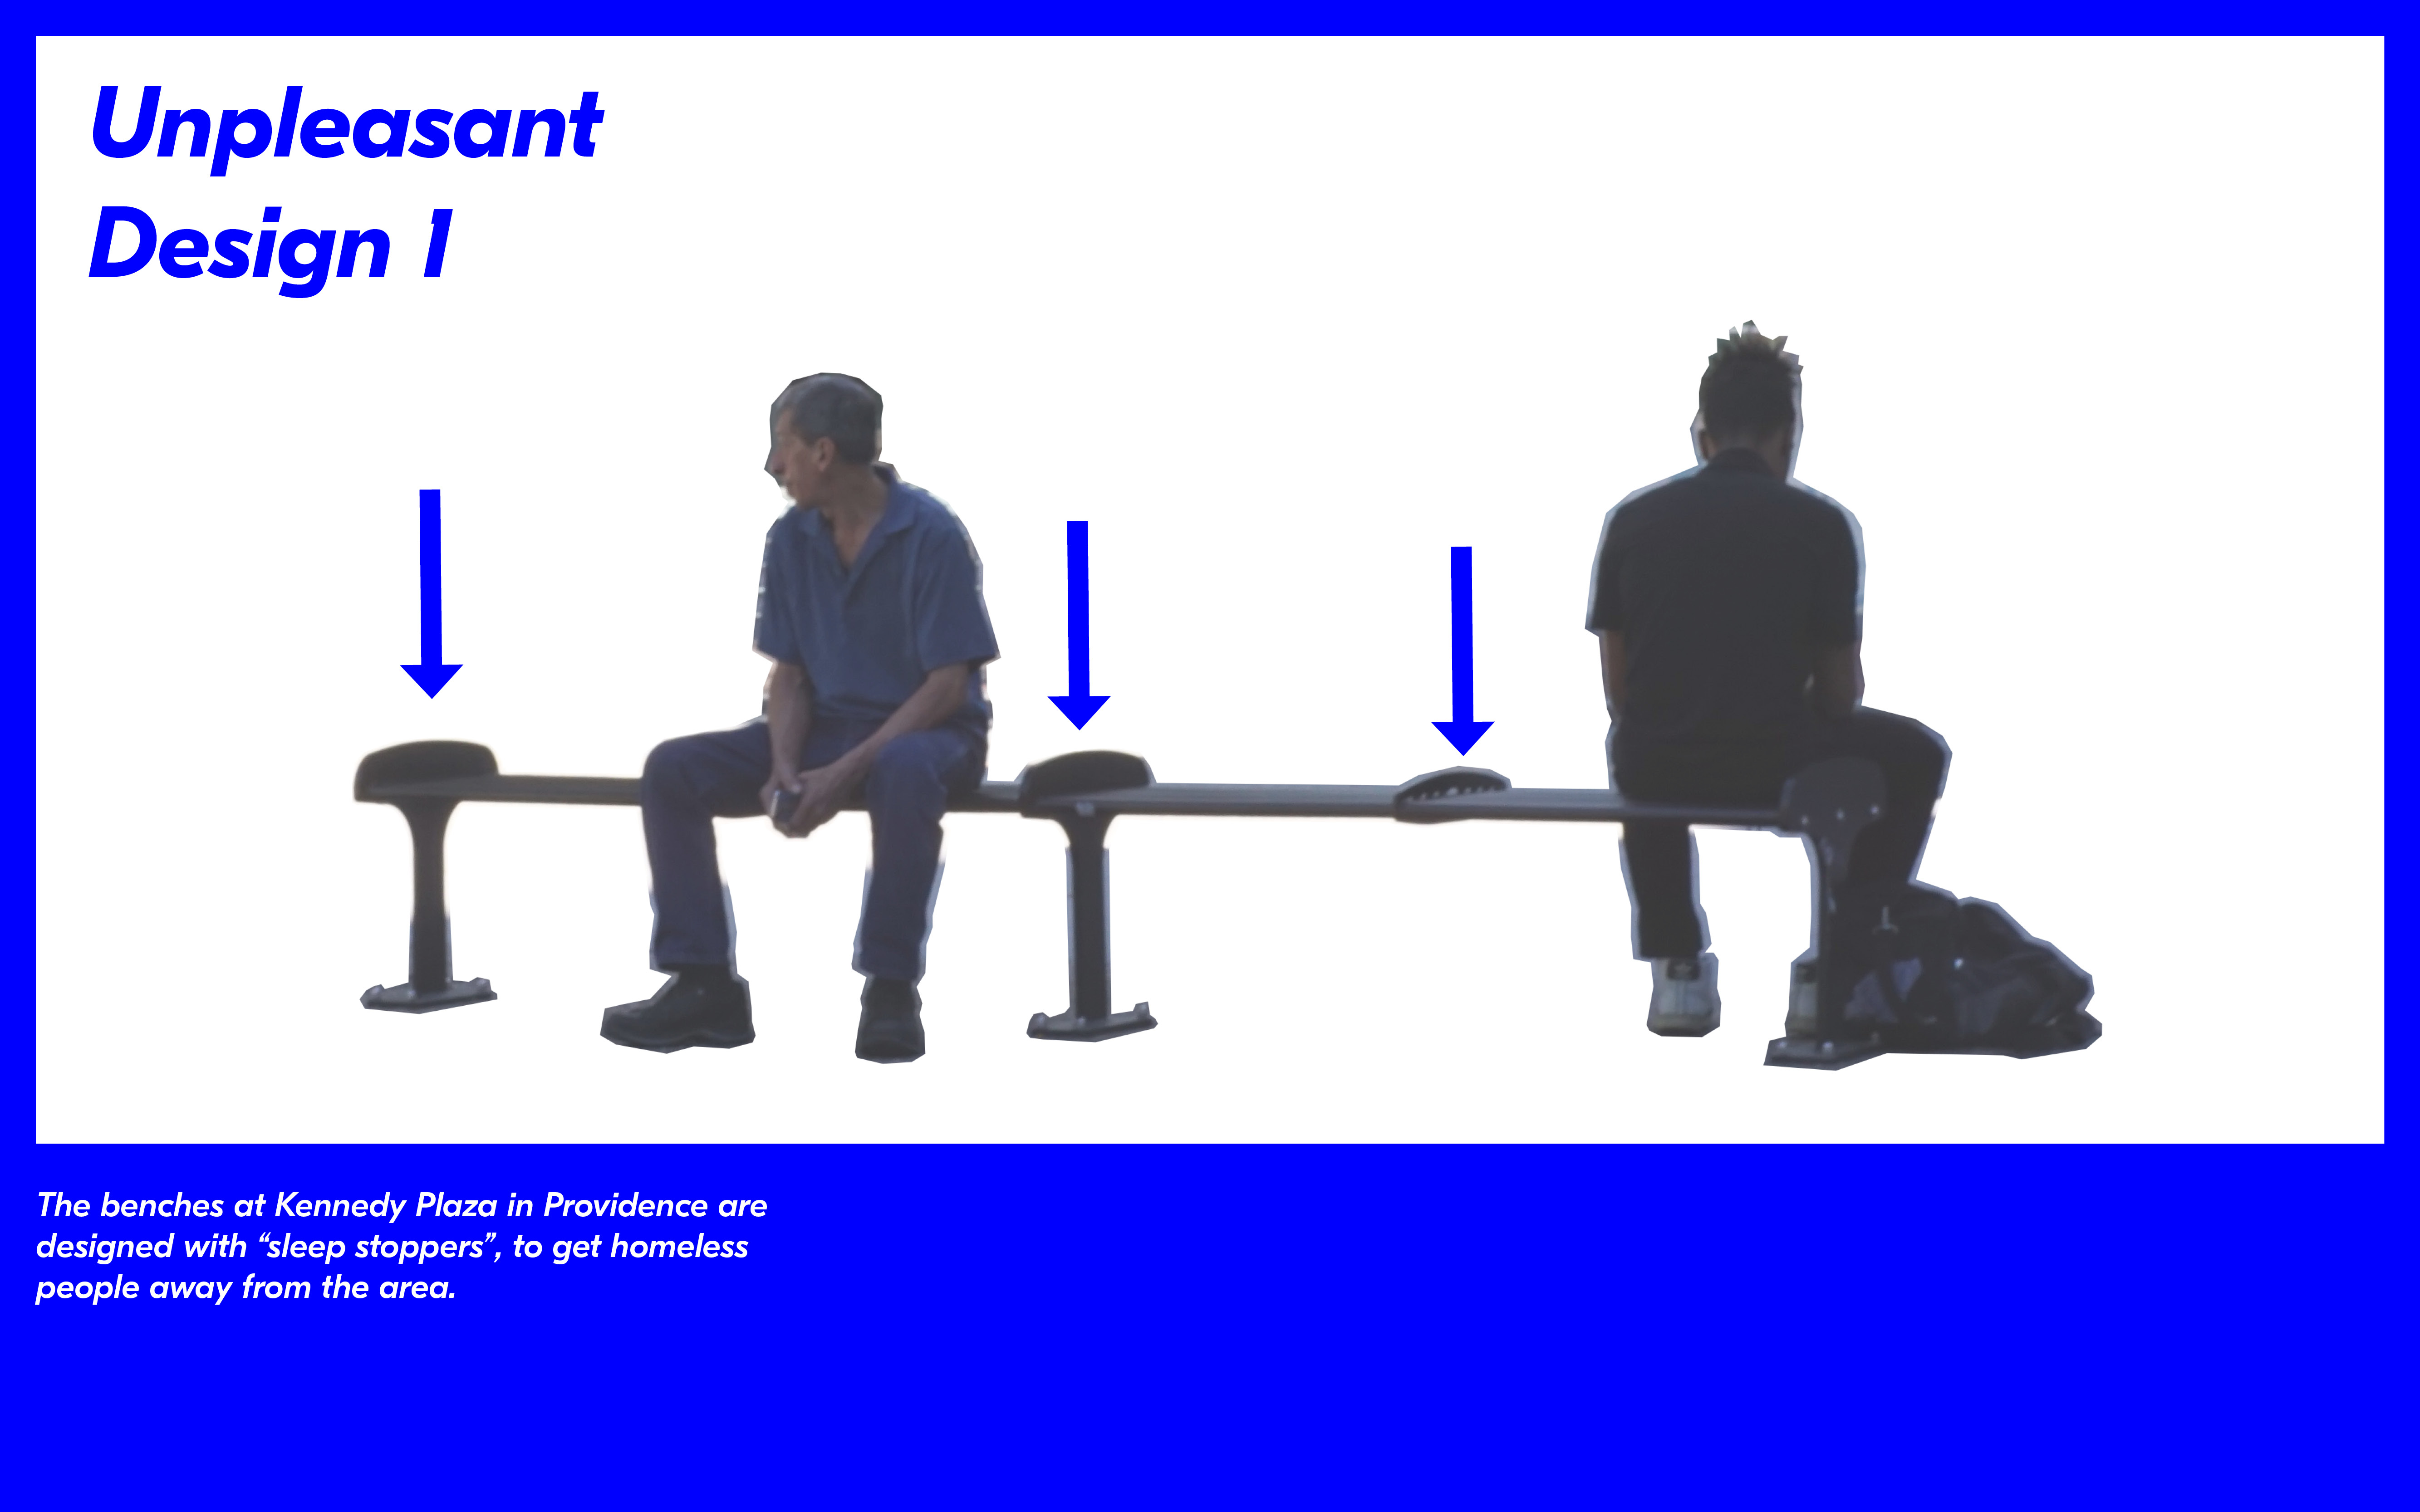 Unpleasant
Design 1
The benches at Kennedy Plaza in Providence are
designed with “sleep stoppers”, to get homeless
people away from the area.